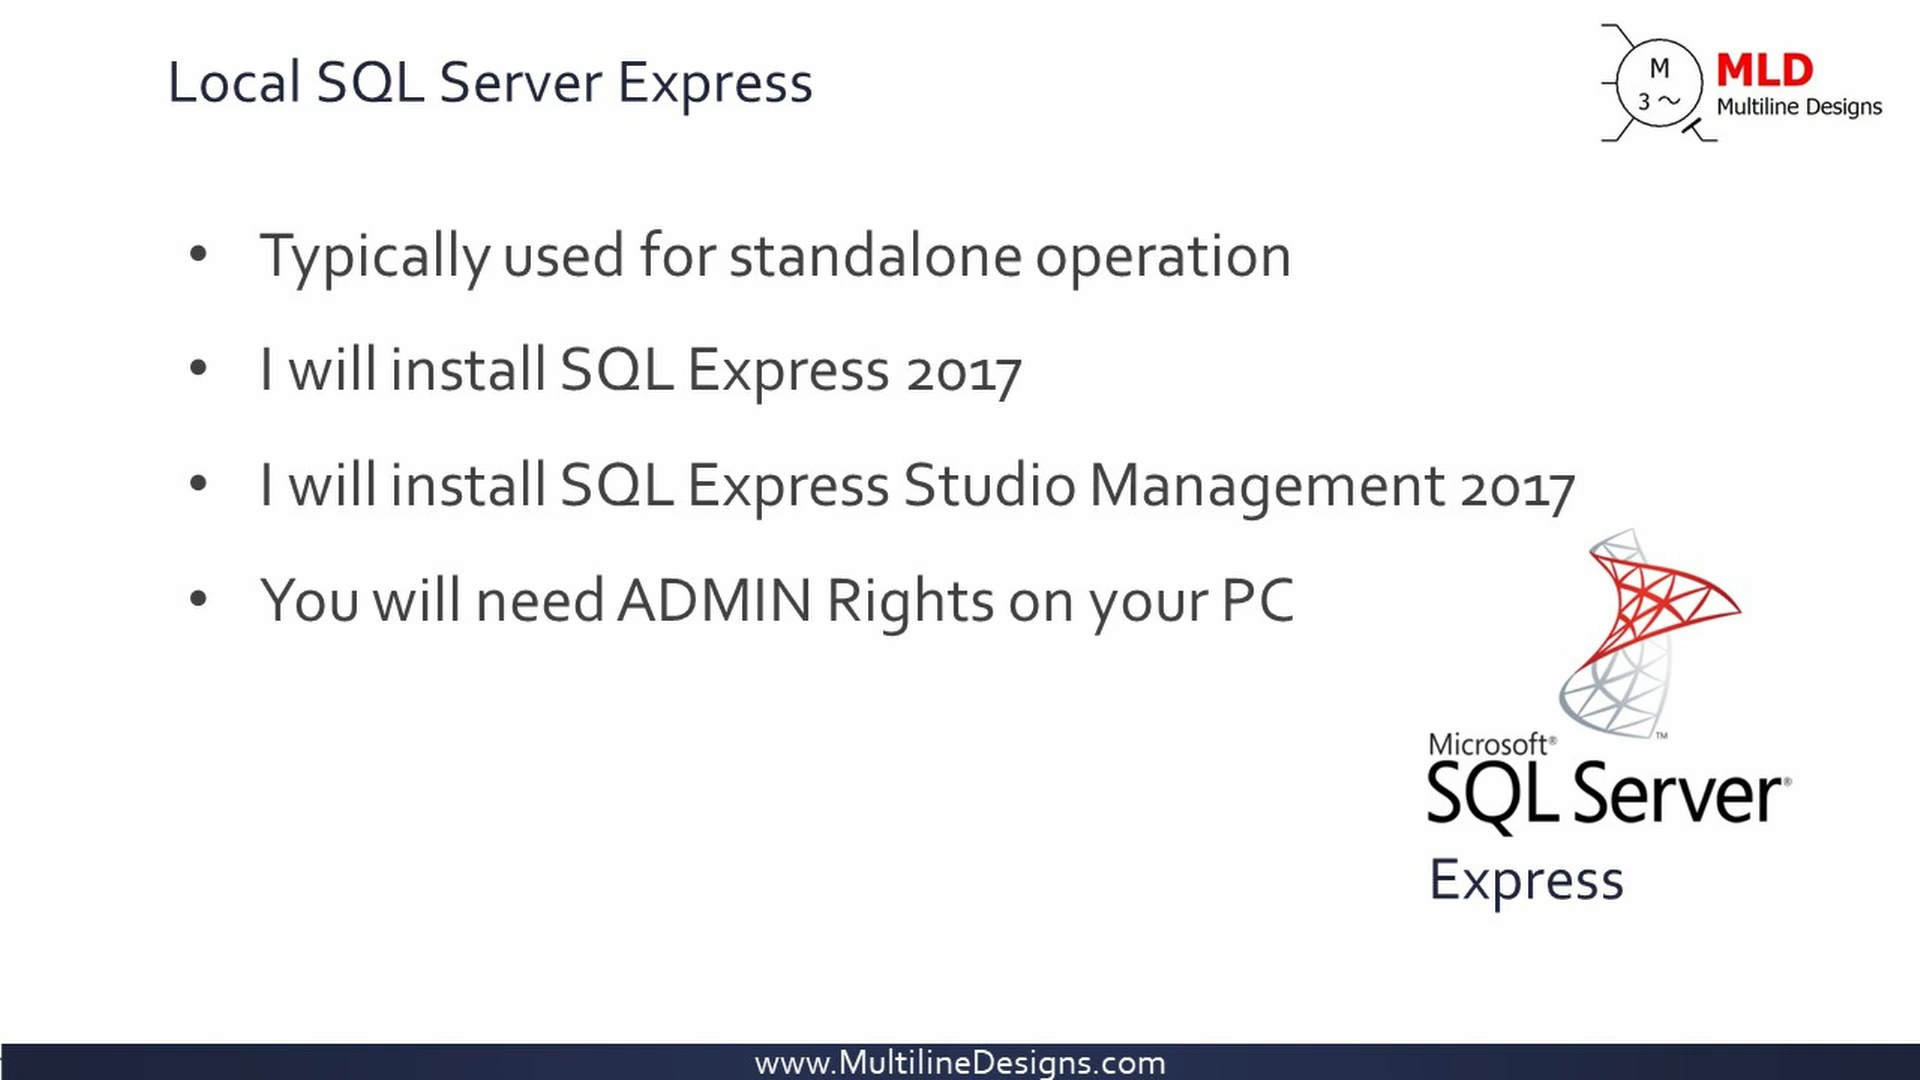 Local SQL Server Express
M
3 ~
MLD
Multiline Designs
• Typically used for standalone operation
• I will install SQL Express 2017
• I will install SQL Express Studio Management 2017
• You will need ADMIN Rights on your PC
™
Microsoft®
SQL Server®
Express
www.MultilineDesigns.com